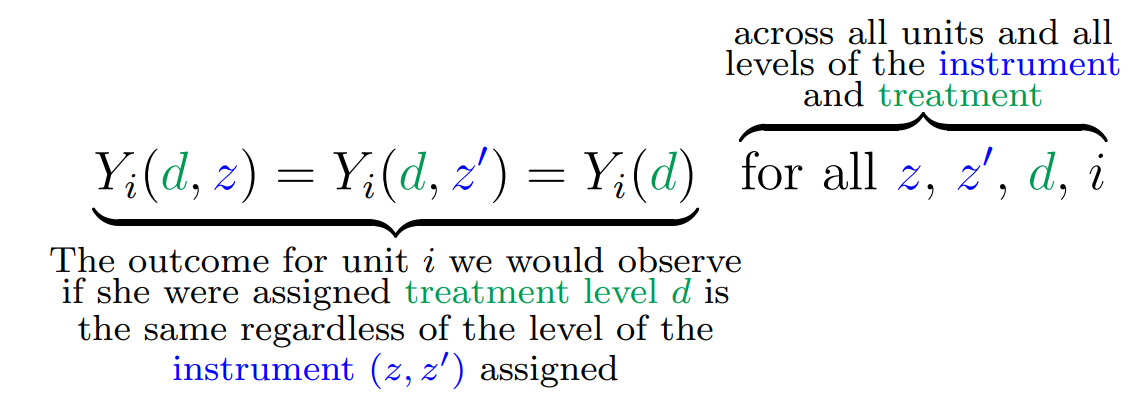 across all units and all
levels of the instrument
and treatment
Yᵢ(d, z) = Yᵢ(d, z′) = Yᵢ(d) for all z, z′, d, i
The outcome for unit i we would observe
if she were assigned treatment level d is
the same regardless of the level of the
instrument (z, z′) assigned